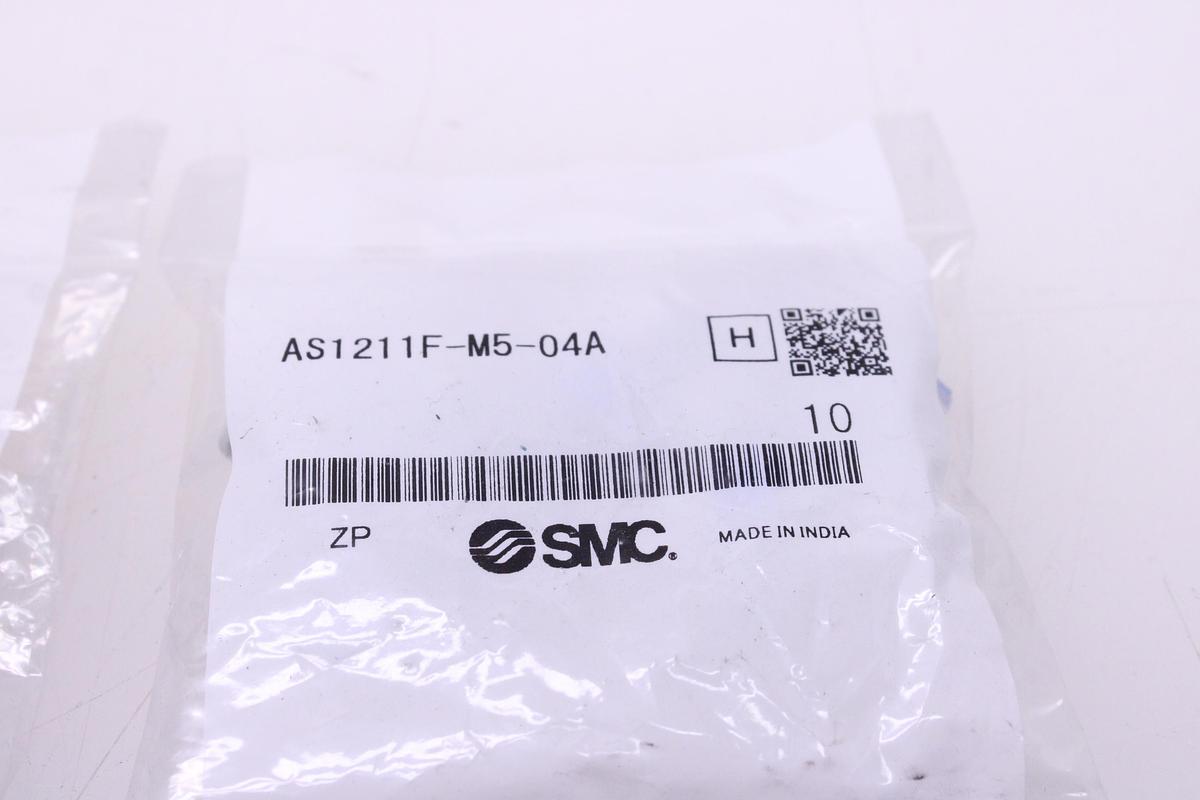 AS1211F-M5-04A
H
10
ZP
SMC®
MADE IN INDIA